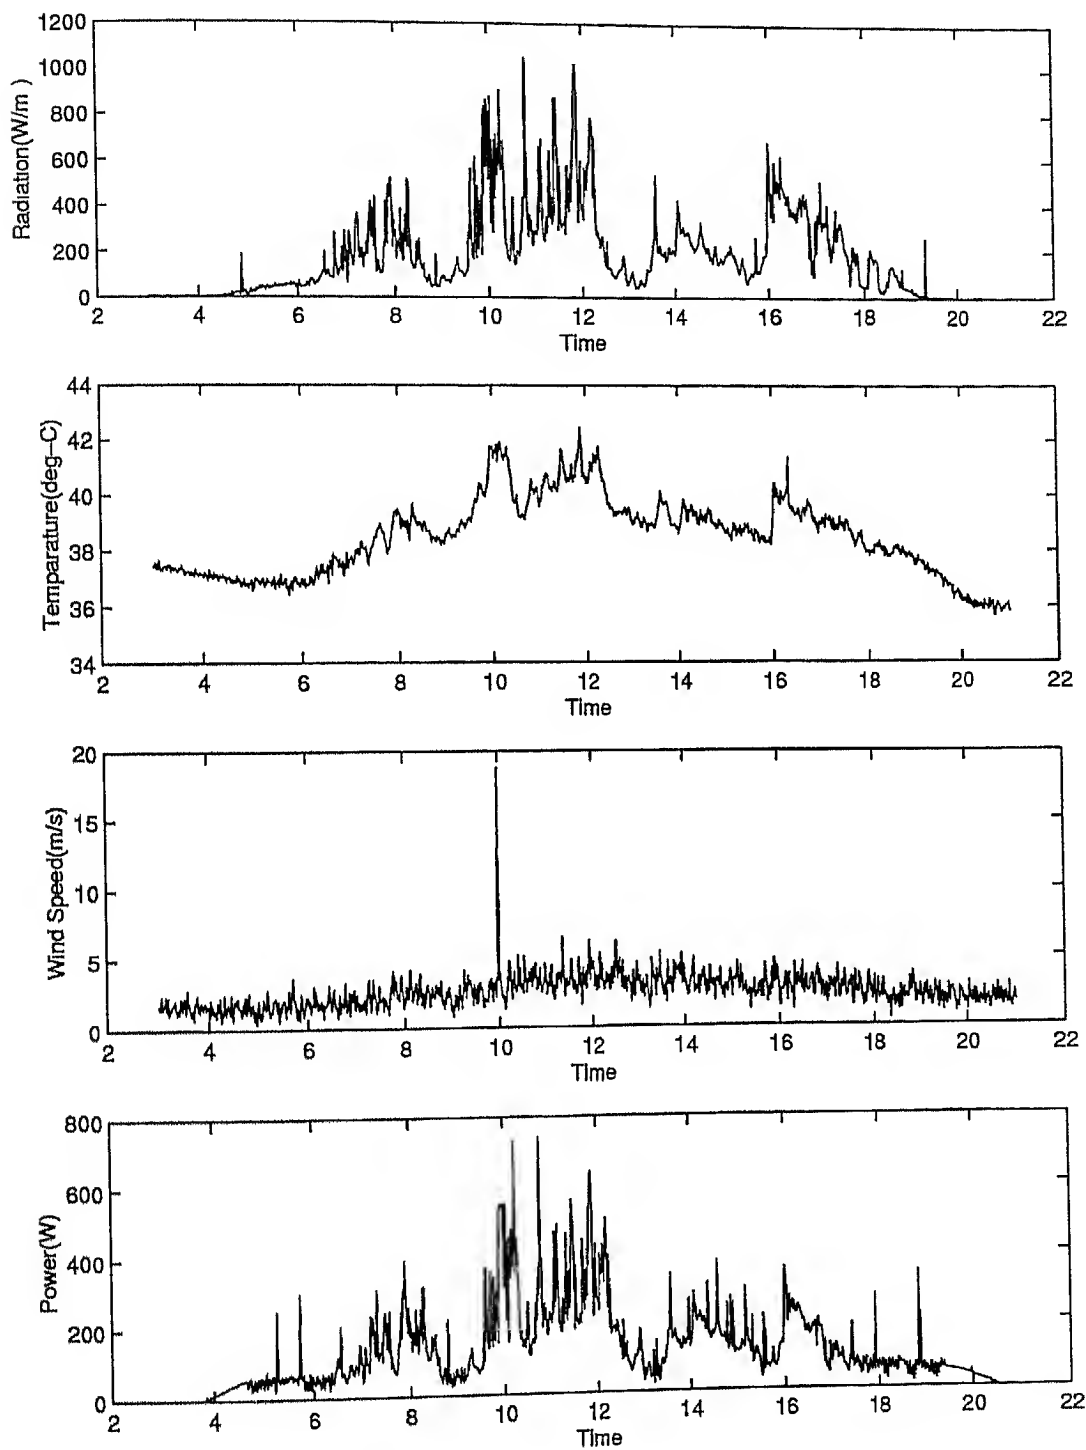 1200
1000
800
600
400
200
0
Radiation(W/m )
2 4 6 8 10 12 14 16 18 20 22
Time
44
42
40
38
36
34
Temparature(deg-C)
2 4 6 8 10 12 14 16 18 20 22
Time
20
15
10
5
0
Wind Speed(m/s)
2 4 6 8 10 12 14 16 18 20 22
Time
800
600
400
200
0
Power(W)
2 4 6 8 10 12 14 16 18 20 22
Time